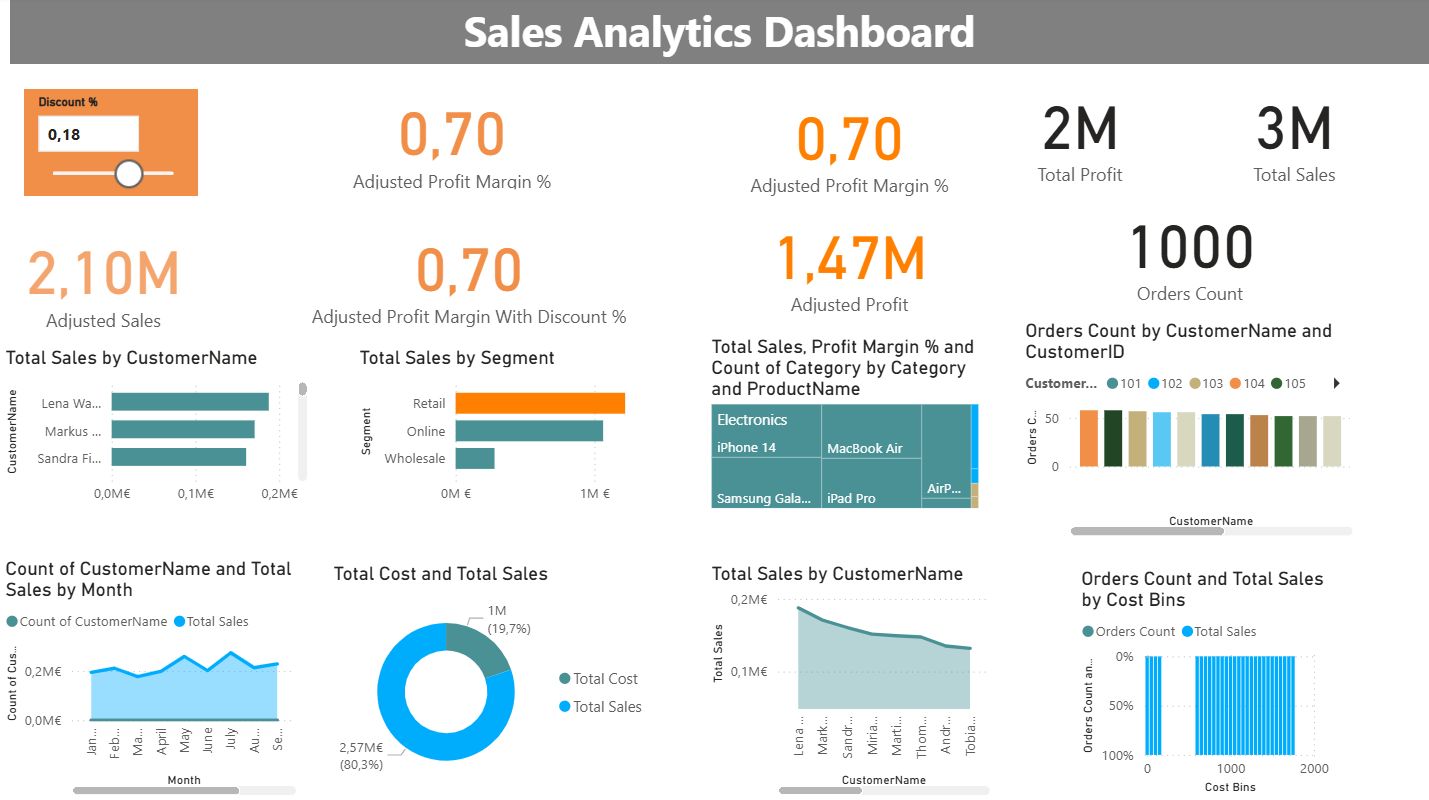 Sales Analytics Dashboard
Discount %
0,18
0,70
Adjusted Profit Margin %
0,70
Adjusted Profit Margin %
2M
Total Profit
3M
Total Sales
2,10M
Adjusted Sales
0,70
Adjusted Profit Margin With Discount %
1,47M
Adjusted Profit
1000
Orders Count
Total Sales by CustomerName
CustomerName
Lena Wa...
Markus ...
Sandra Fi...
0,0M€ 0,1M€ 0,2M€
Total Sales by Segment
Segment
Retail
Online
Wholesale
0M € 1M €
Total Sales, Profit Margin % and
Count of Category by Category
and ProductName
Electronics
iPhone 14
MacBook Air
Samsung Gala...
iPad Pro
AirP...
Orders Count by CustomerName and
CustomerID
Customer... 101 102 103 104 105
Orders C...
50
0
CustomerName
Count of CustomerName and Total
Sales by Month
Count of CustomerName Total Sales
Count of Cus...
0,2M€
0,0M€
Jan... Feb... Ma... April May June July Au... Se...
Month
Total Cost and Total Sales
1M
(19,7%)
Total Cost
Total Sales
2,57M€
(80,3%)
Total Sales by CustomerName
Total Sales
0,2M€
0,1M€
Lena ... Mark... Sandr... Miria... Marti... Thom... Andr... Tobia...
CustomerName
Orders Count and Total Sales
by Cost Bins
Orders Count Total Sales
Orders Count an...
0%
50%
100%
0 1000 2000
Cost Bins